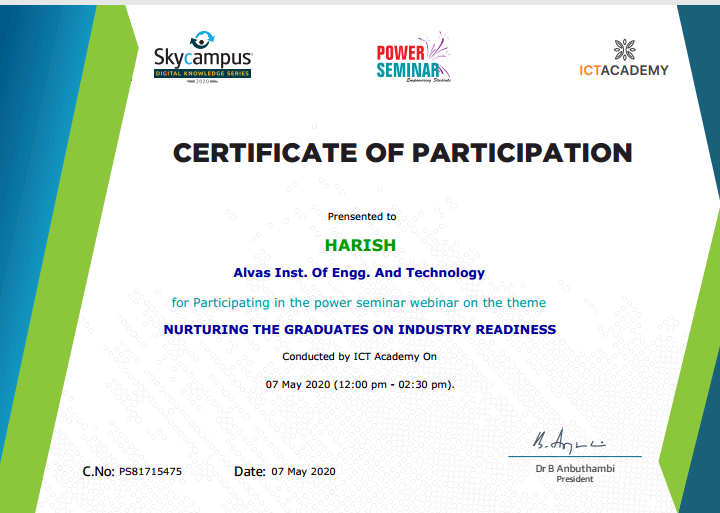 Skycampus
DIGITAL KNOWLEDGE SERIES
2020
POWER
SEMINAR
Empowering Students
ICTACADEMY
CERTIFICATE OF PARTICIPATION
Prensented to
HARISH
Alvas Inst. Of Engg. And Technology
for Participating in the power seminar webinar on the theme
NURTURING THE GRADUATES ON INDUSTRY READINESS
Conducted by ICT Academy On
07 May 2020 (12:00 pm - 02:30 pm).
C.No: PS81715475 Date: 07 May 2020
Dr B Anbuthambi
President